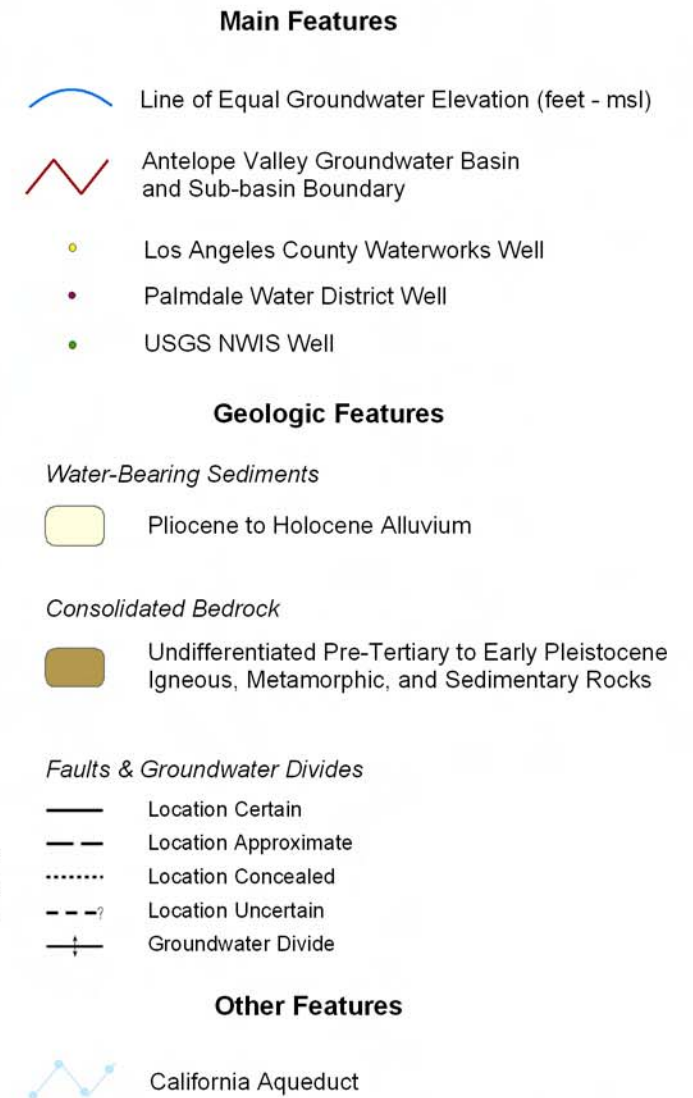 Main Features
Line of Equal Groundwater Elevation (feet - msl)
Antelope Valley Groundwater Basin
and Sub-basin Boundary
Los Angeles County Waterworks Well
Palmdale Water District Well
USGS NWIS Well
Geologic Features
Water-Bearing Sediments
Pliocene to Holocene Alluvium
Consolidated Bedrock
Undifferentiated Pre-Tertiary to Early Pleistocene
Igneous, Metamorphic, and Sedimentary Rocks
Faults & Groundwater Divides
Location Certain
Location Approximate
Location Concealed
? Location Uncertain
Groundwater Divide
Other Features
California Aqueduct